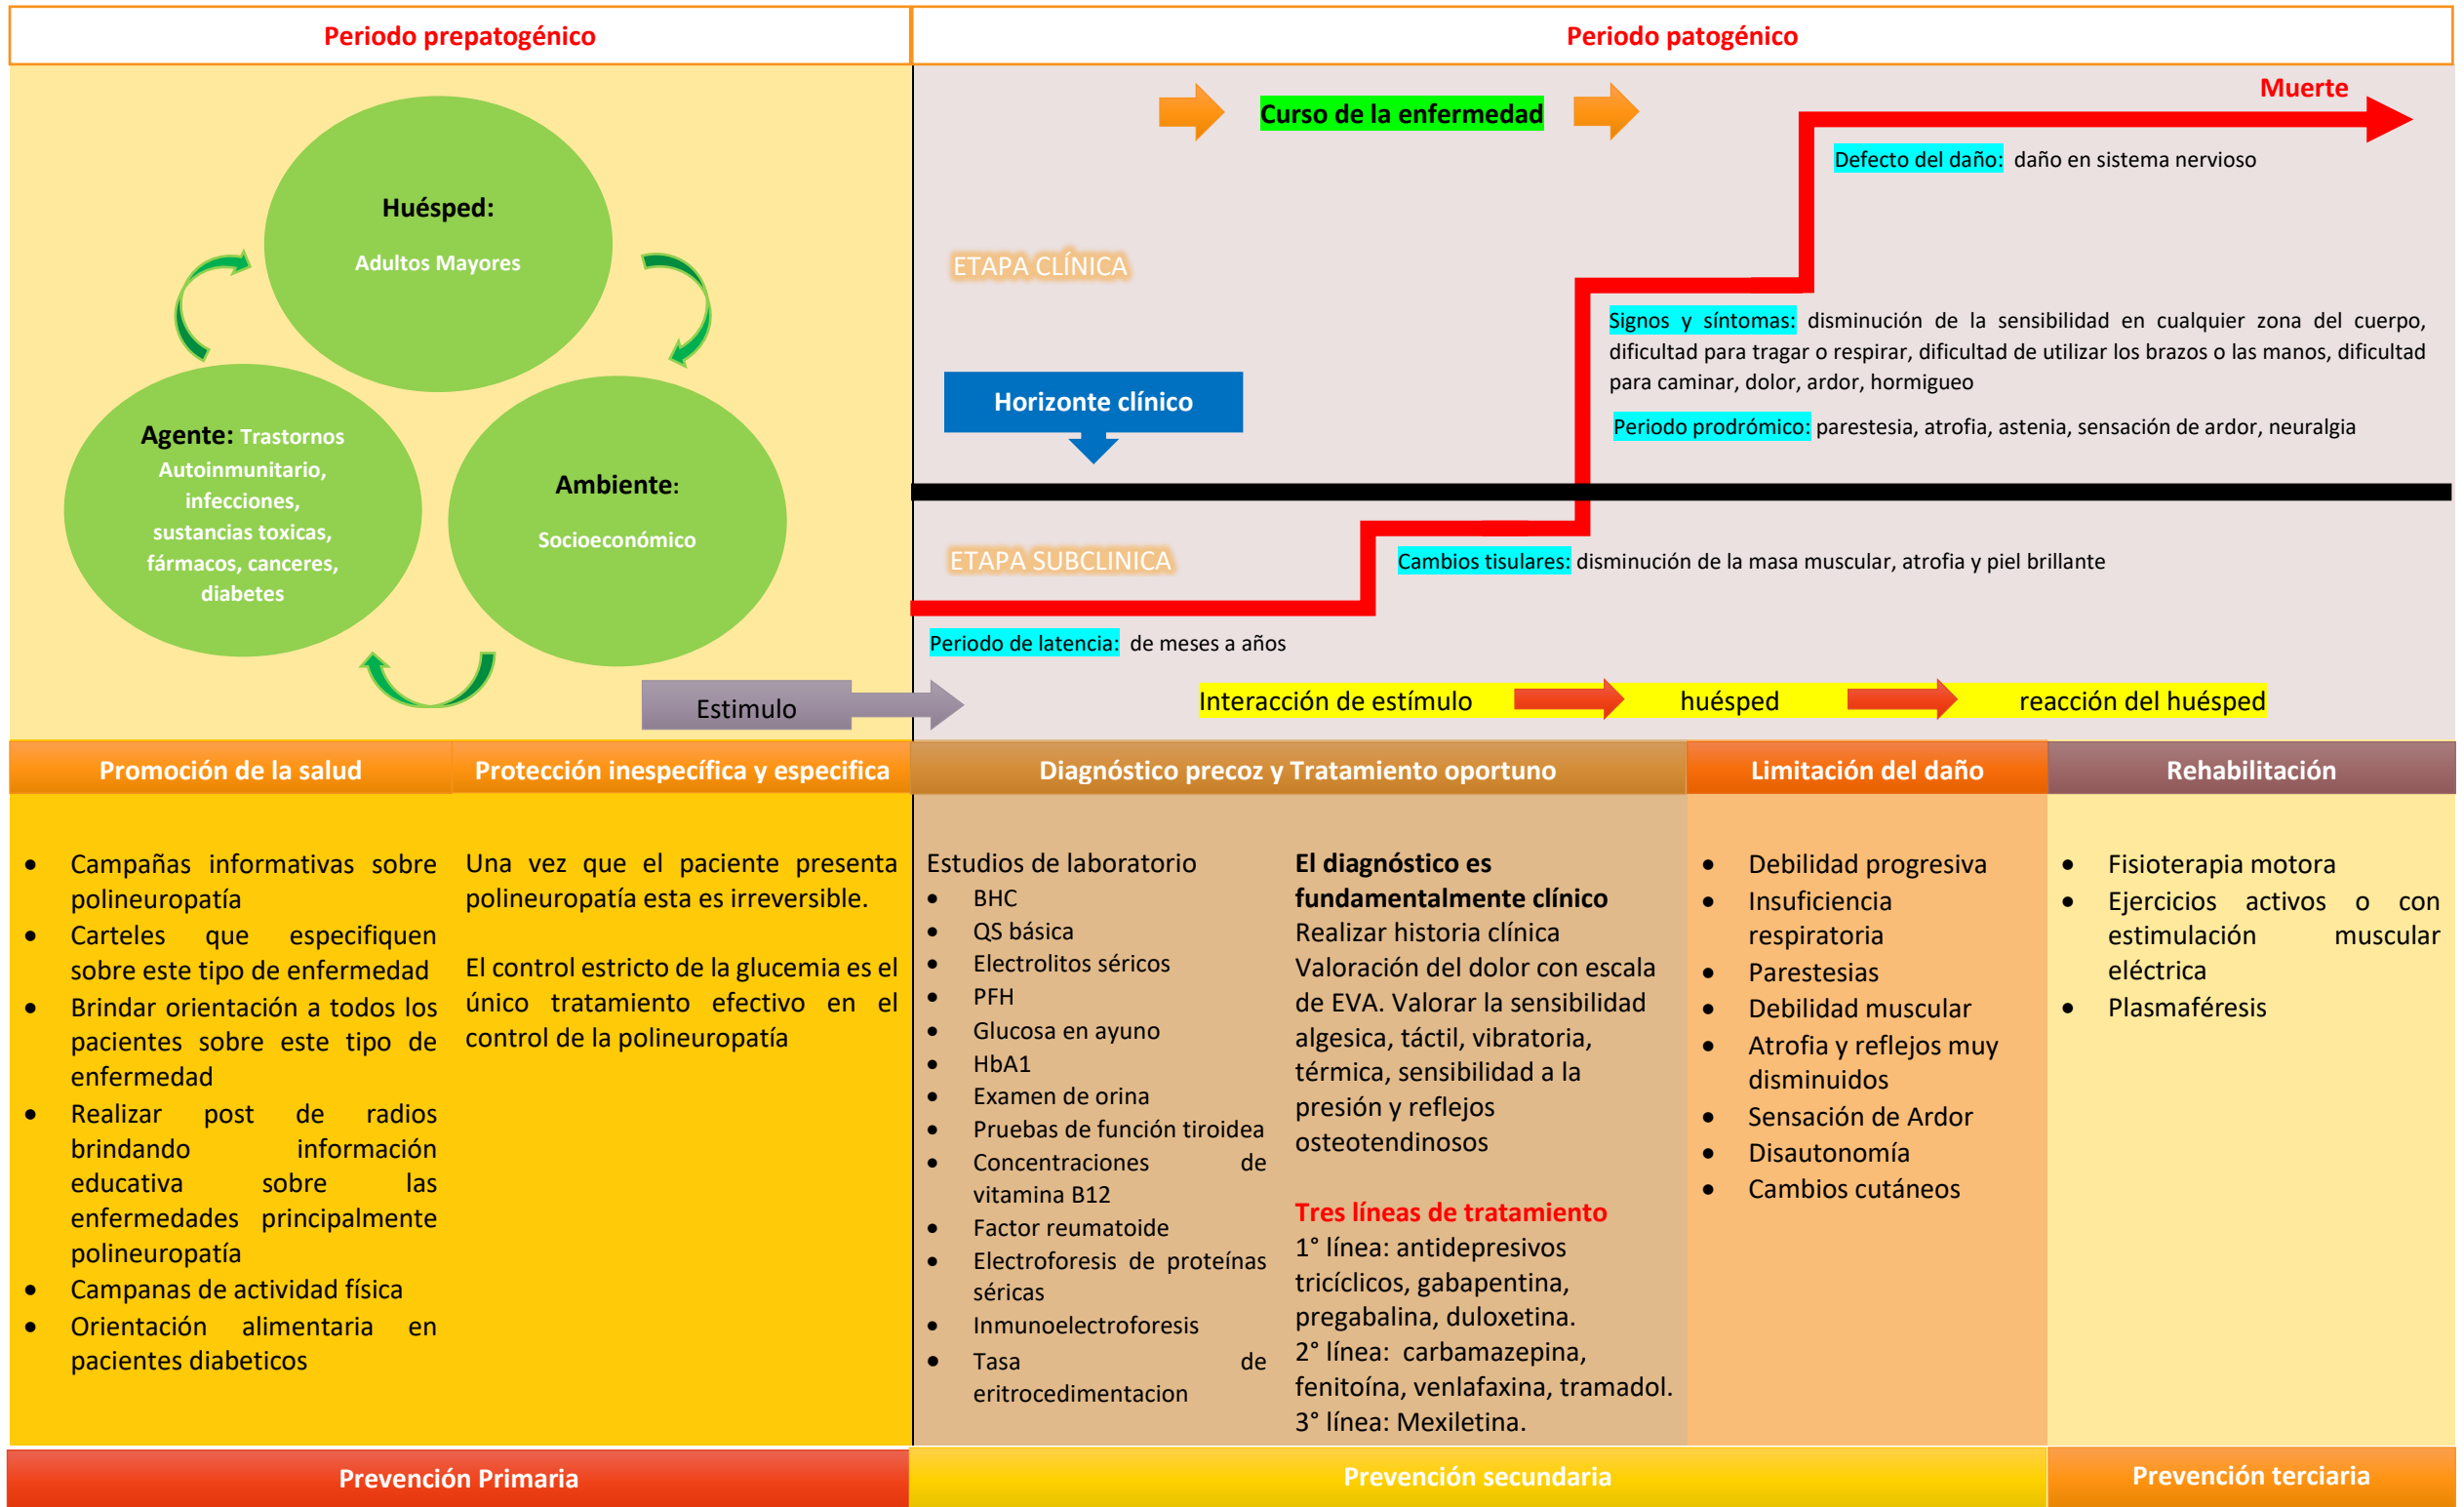 Periodo prepatogénico
Periodo patogénico
Huésped:
Adultos Mayores
Agente: Trastornos
Autoinmunitario,
infecciones,
sustancias toxicas,
fármacos, canceres,
diabetes
Ambiente:
Socioeconómico
Estimulo
Curso de la enfermedad
Muerte
Defecto del daño: daño en sistema nervioso
ETAPA CLÍNICA
Signos y síntomas: disminución de la sensibilidad en cualquier zona del cuerpo,
dificultad para tragar o respirar, dificultad de utilizar los brazos o las manos, dificultad
para caminar, dolor, ardor, hormigueo
Horizonte clínico
Periodo prodrómico: parestesia, atrofia, astenia, sensación de ardor, neuralgia
ETAPA SUBCLINICA
Cambios tisulares: disminución de la masa muscular, atrofia y piel brillante
Periodo de latencia: de meses a años
Interacción de estímulo huésped reacción del huésped
Promoción de la salud
Protección inespecífica y especifica
Diagnóstico precoz y Tratamiento oportuno
Limitación del daño
Rehabilitación
• Campañas informativas sobre
polineuropatía
• Carteles que especifiquen
sobre este tipo de enfermedad
• Brindar orientación a todos los
pacientes sobre este tipo de
enfermedad
• Realizar post de radios
brindando información
educativa sobre las
enfermedades principalmente
polineuropatía
• Campanas de actividad física
• Orientación alimentaria en
pacientes diabeticos
Una vez que el paciente presenta
polineuropatía esta es irreversible.
El control estricto de la glucemia es el
único tratamiento efectivo en el
control de la polineuropatía
Estudios de laboratorio
• BHC
• QS básica
• Electrolitos séricos
• PFH
• Glucosa en ayuno
• HbA1
• Examen de orina
• Pruebas de función tiroidea
• Concentraciones de
vitamina B12
• Factor reumatoide
• Electroforesis de proteínas
séricas
• Inmunoelectroforesis
• Tasa de
eritrocedimentacion
El diagnóstico es
fundamentalmente clínico
Realizar historia clínica
Valoración del dolor con escala
de EVA. Valorar la sensibilidad
algesica, táctil, vibratoria,
térmica, sensibilidad a la
presión y reflejos
osteotendinosos
Tres líneas de tratamiento
1° línea: antidepresivos
tricíclicos, gabapentina,
pregabalina, duloxetina.
2° línea: carbamazepina,
fenitoína, venlafaxina, tramadol.
3° línea: Mexiletina.
• Debilidad progresiva
• Insuficiencia
respiratoria
• Parestesias
• Debilidad muscular
• Atrofia y reflejos muy
disminuidos
• Sensación de Ardor
• Disautonomía
• Cambios cutáneos
• Fisioterapia motora
• Ejercicios activos o con
estimulación muscular
eléctrica
• Plasmaféresis
Prevención Primaria
Prevención secundaria
Prevención terciaria